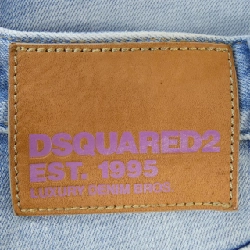 DSQUARED2
EST. 1995
LUXURY DENIM BROS.